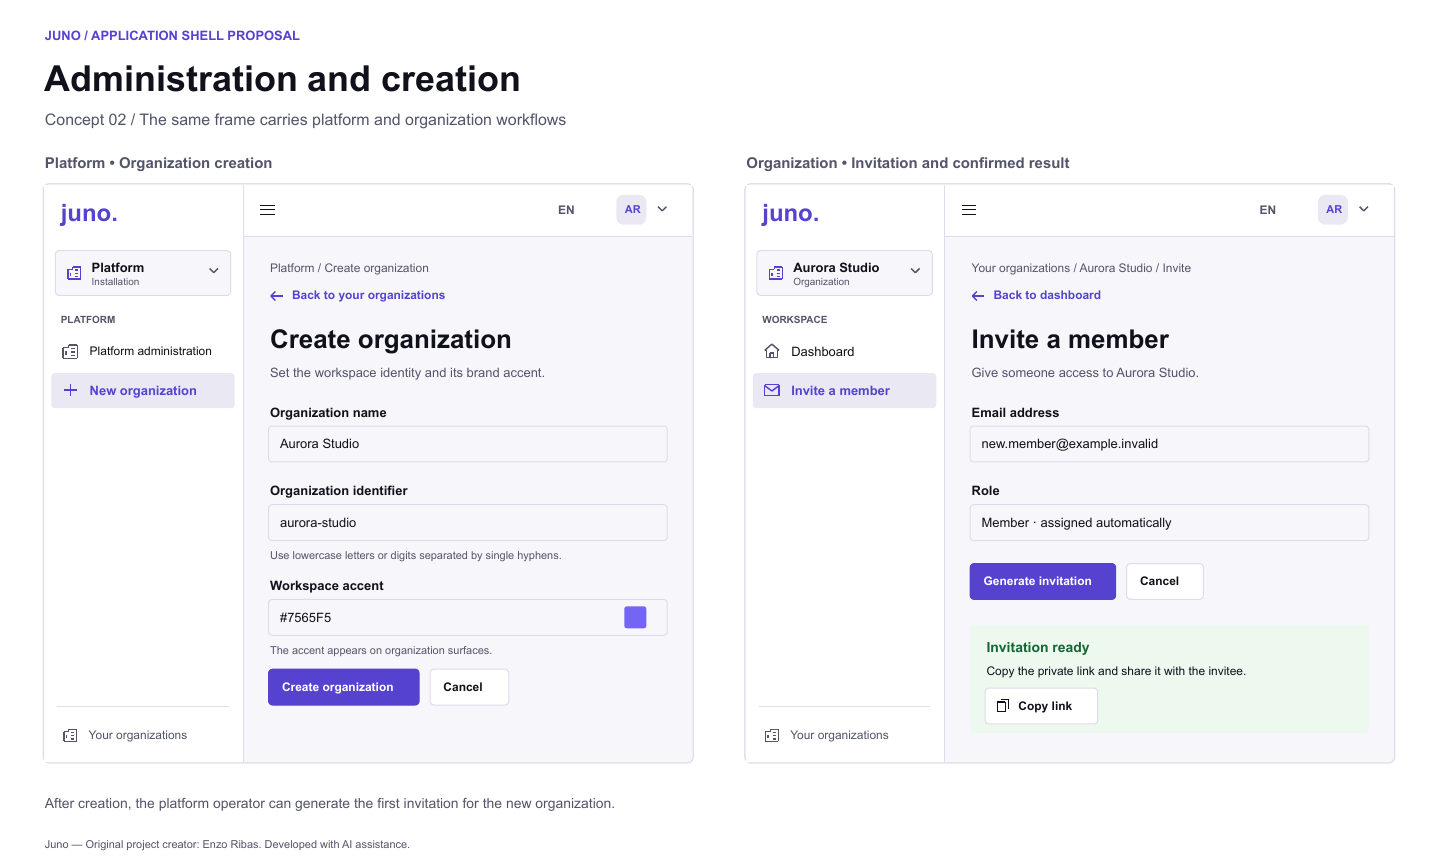 JUNO / APPLICATION SHELL PROPOSAL
Administration and creation
Concept 02 / The same frame carries platform and organization workflows
Platform • Organization creation
juno.
EN
AR
Platform
Installation
PLATFORM
Platform administration
New organization
Your organizations
Platform / Create organization
Back to your organizations
Create organization
Set the workspace identity and its brand accent.
Organization name
Aurora Studio
Organization identifier
aurora-studio
Use lowercase letters or digits separated by single hyphens.
Workspace accent
#7565F5
The accent appears on organization surfaces.
Create organization
Cancel
Organization • Invitation and confirmed result
juno.
EN
AR
Aurora Studio
Organization
WORKSPACE
Dashboard
Invite a member
Your organizations
Your organizations / Aurora Studio / Invite
Back to dashboard
Invite a member
Give someone access to Aurora Studio.
Email address
new.member@example.invalid
Role
Member · assigned automatically
Generate invitation
Cancel
Invitation ready
Copy the private link and share it with the invitee.
Copy link
After creation, the platform operator can generate the first invitation for the new organization.
Juno — Original project creator: Enzo Ribas. Developed with AI assistance.